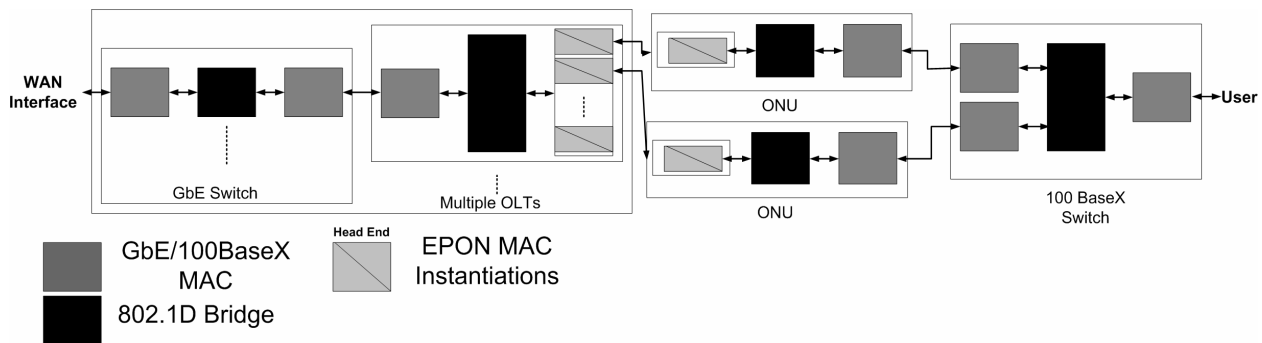 WAN
Interface
GbE Switch
Multiple OLTs
ONU
ONU
100 BaseX
Switch
User
GbE/100BaseX
MAC
802.1D Bridge
Head End
EPON MAC
Instantiations